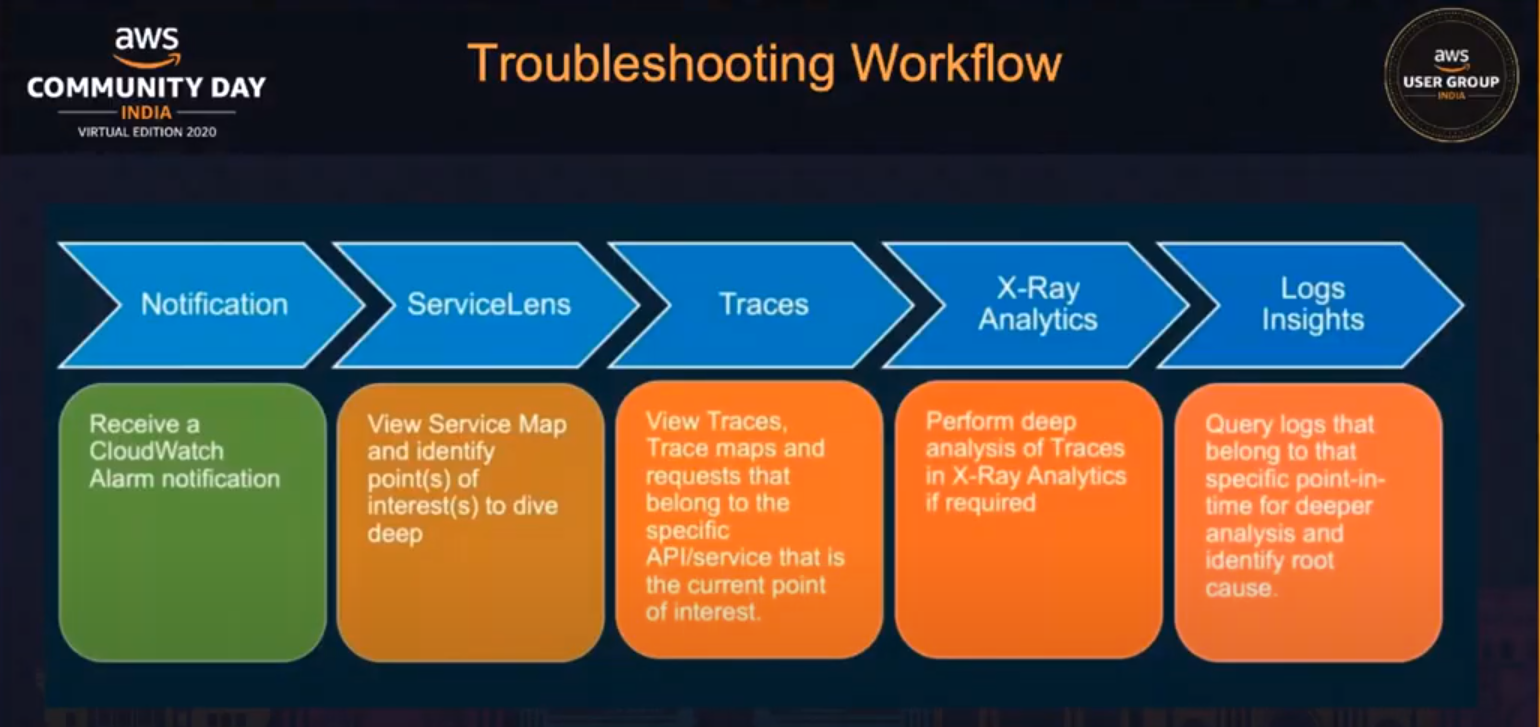 aws
COMMUNITY DAY
INDIA
VIRTUAL EDITION 2020
Troubleshooting Workflow
aws
USER GROUP
INDIA
Notification
ServiceLens
Traces
X-Ray
Analytics
Logs
Insights
Receive a
CloudWatch
Alarm notification
View Service Map
and identify
point(s) of
interest(s) to dive
deep
View Traces,
Trace maps and
requests that
belong to the
specific
API/service that is
the current point
of interest.
Perform deep
analysis of Traces
in X-Ray Analytics
if required
Query logs that
belong to that
specific point-in-
time for deeper
analysis and
identify root
cause.